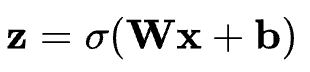 z = σ(Wx + b)